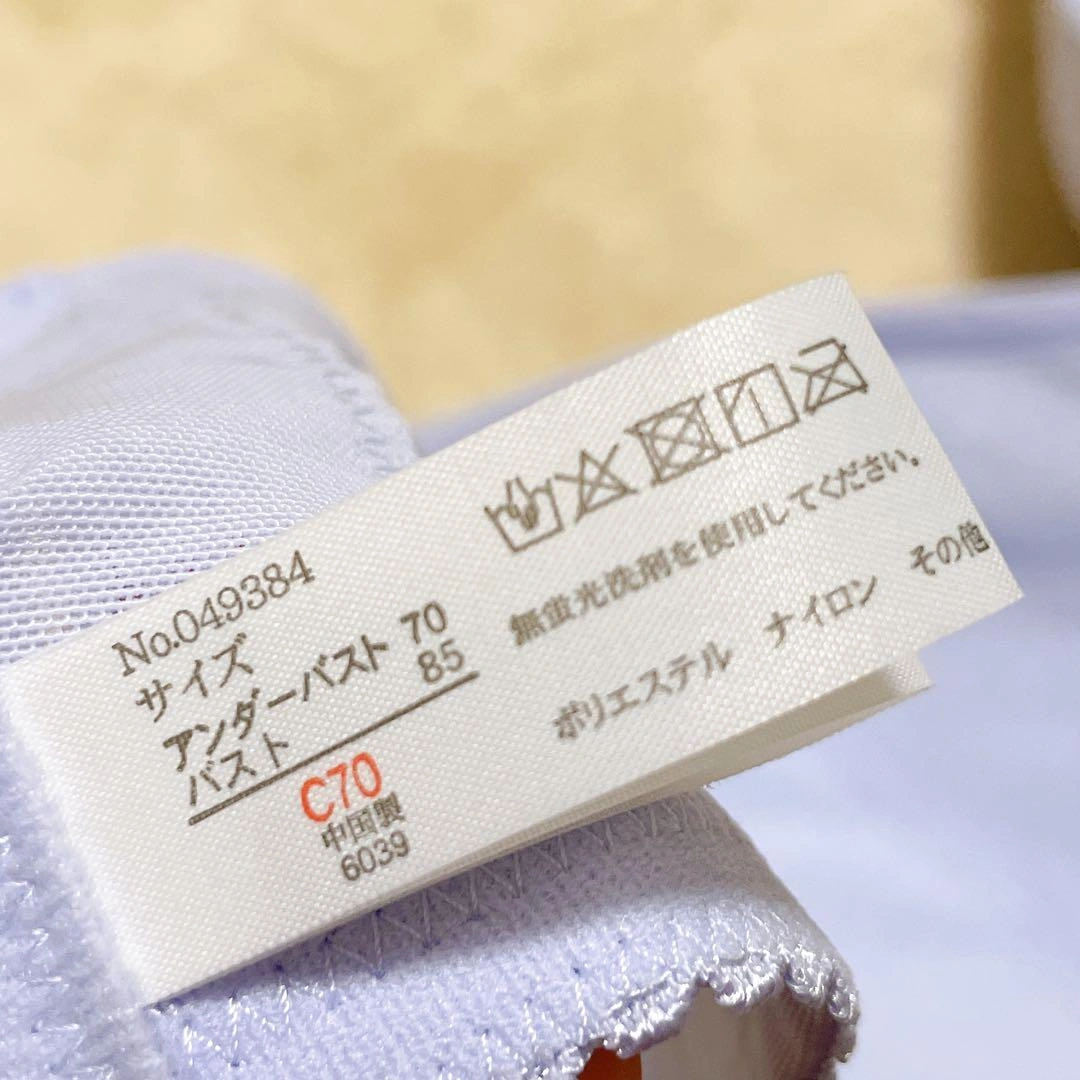 No.049384
サイズ
アンダーバスト 70
バスト 85
C70
中国製
6039
無蛍光洗剤を使用してください。
ポリエステル ナイロン その他